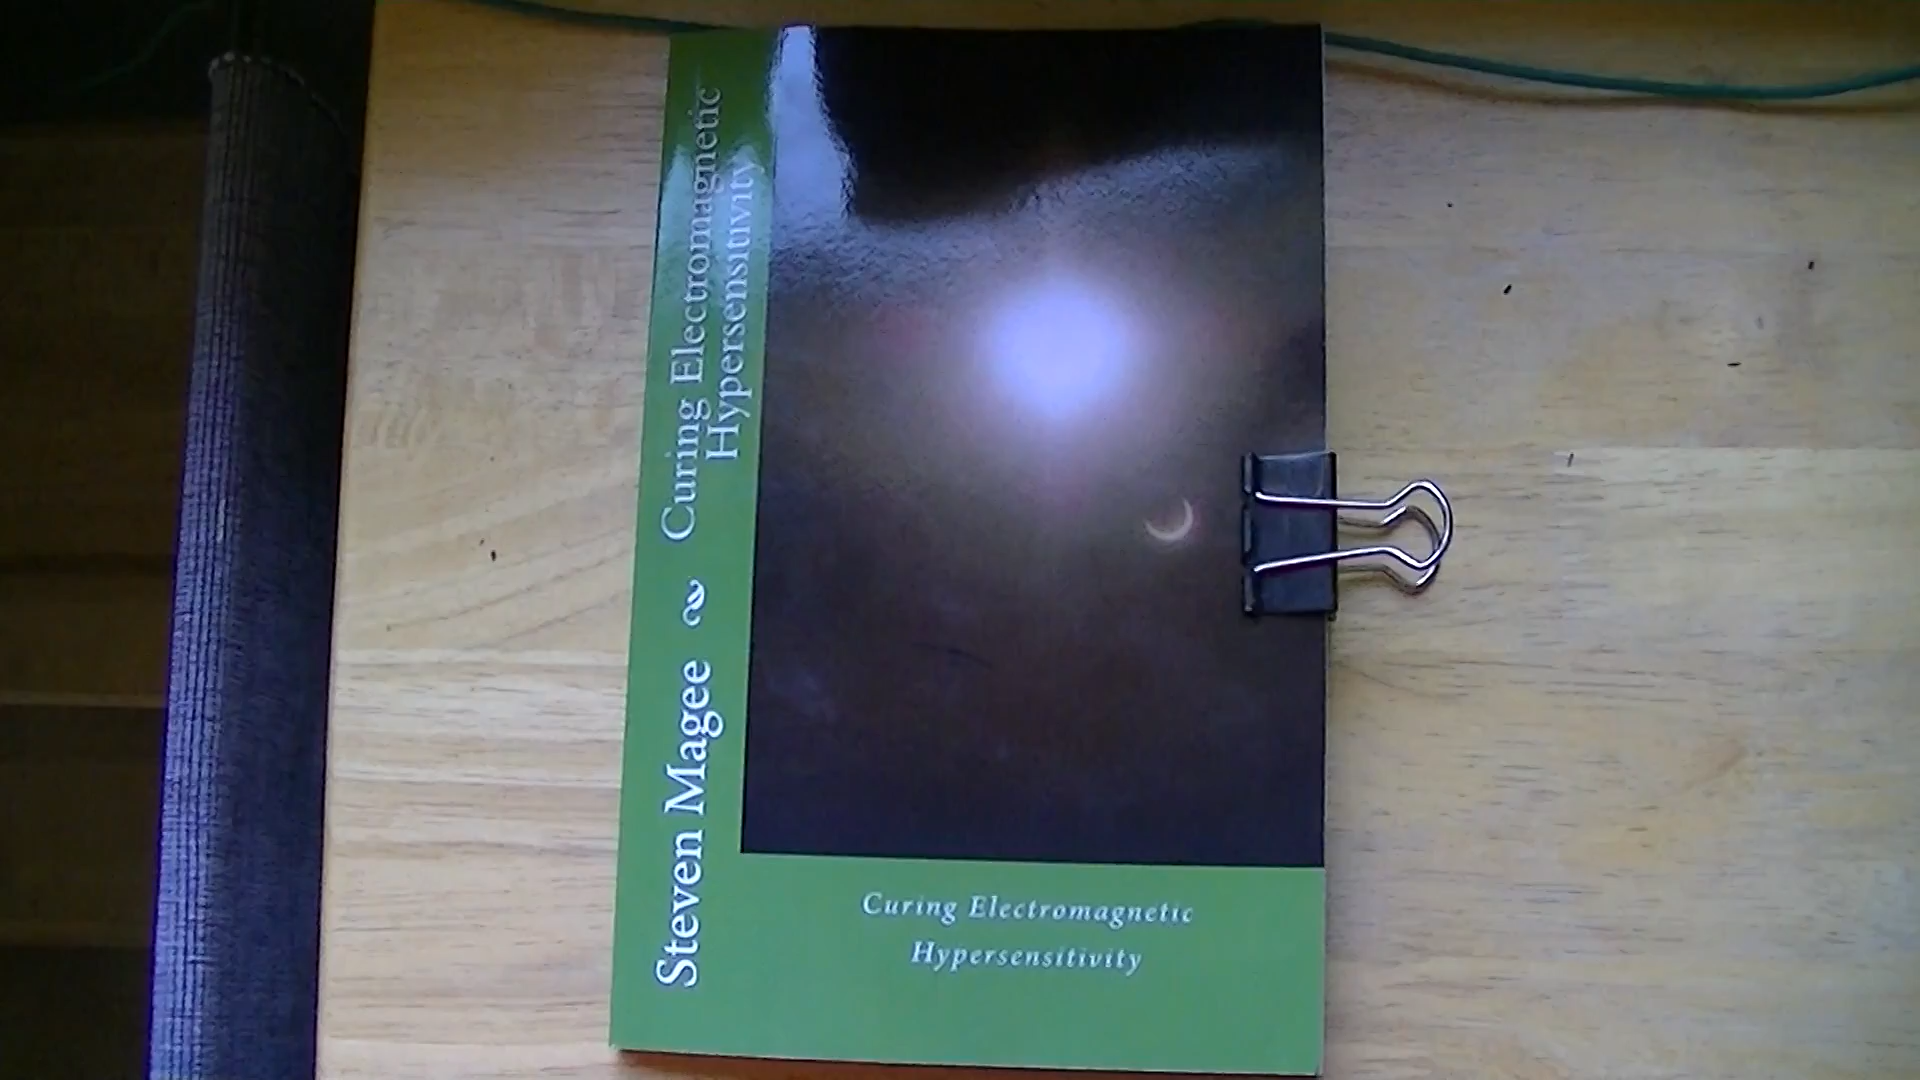 Steven Magee
Curing Electromagnetic
Hypersensitivity
Curing Electromagnetic
Hypersensitivity